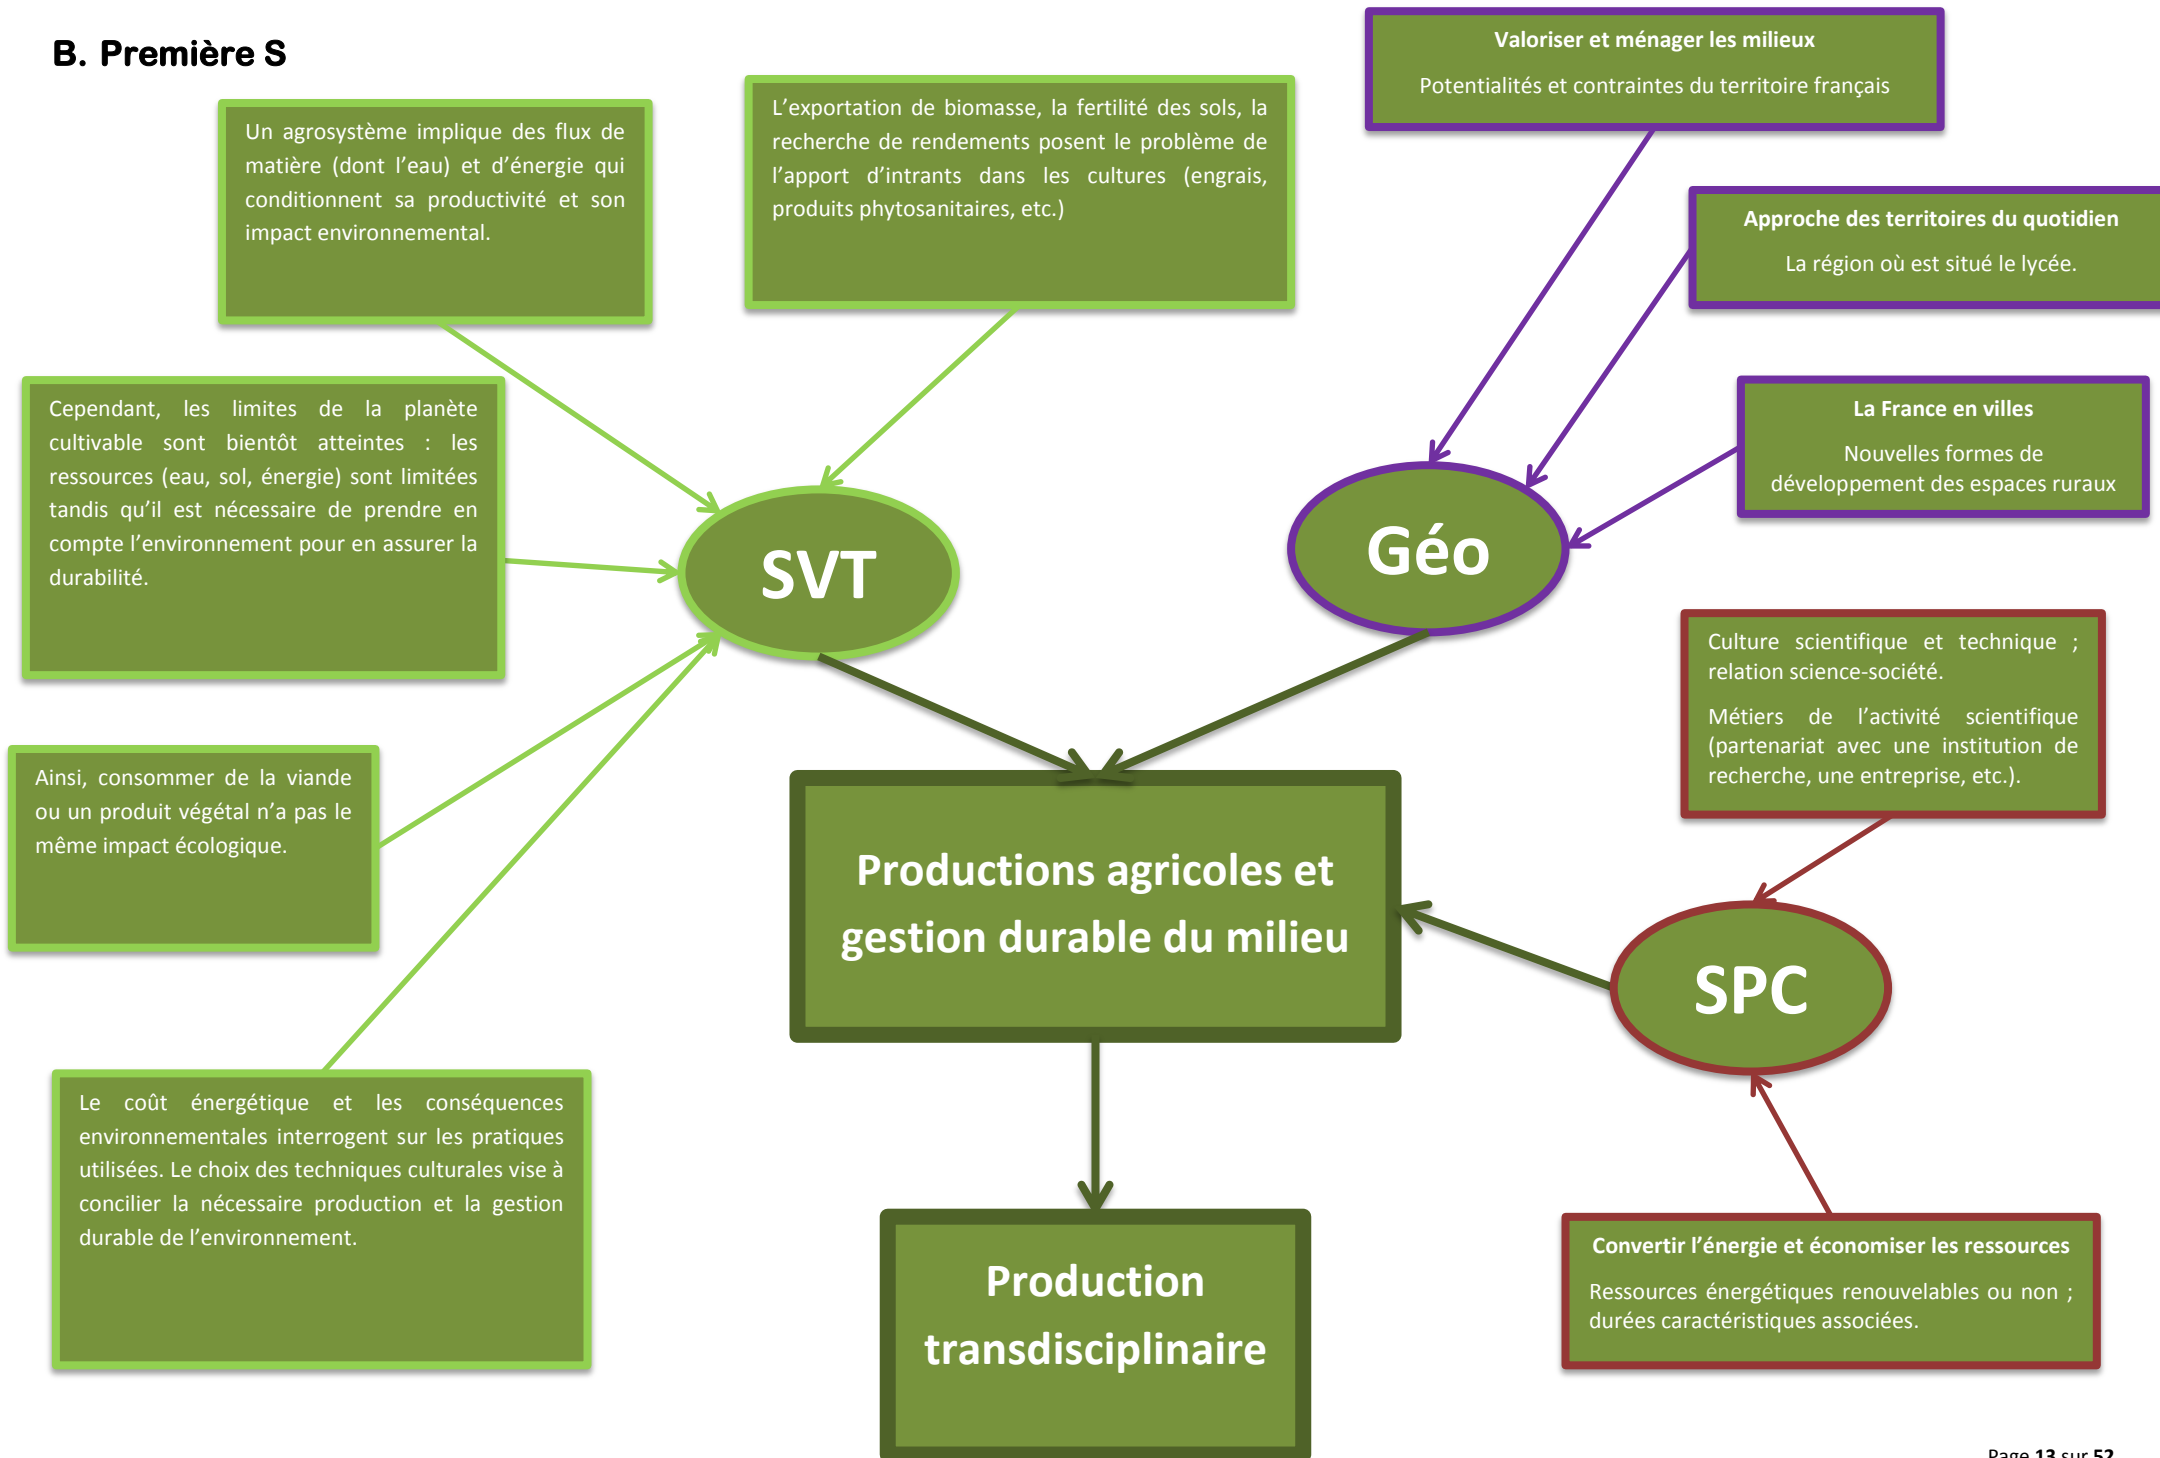 B. Première S
Un agrosystème implique des flux de
matière (dont l’eau) et d’énergie qui
conditionnent sa productivité et son
impact environnemental.
L’exportation de biomasse, la fertilité des sols, la
recherche de rendements posent le problème de
l’apport d’intrants dans les cultures (engrais,
produits phytosanitaires, etc.)
Valoriser et ménager les milieux
Potentialités et contraintes du territoire français
Approche des territoires du quotidien
La région où est situé le lycée.
La France en villes
Nouvelles formes de
développement des espaces ruraux
Cependant, les limites de la planète
cultivable sont bientôt atteintes : les
ressources (eau, sol, énergie) sont limitées
tandis qu’il est nécessaire de prendre en
compte l’environnement pour en assurer la
durabilité.
SVT
Géo
Culture scientifique et technique ;
relation science-société.
Métiers de l’activité scientifique
(partenariat avec une institution de
recherche, une entreprise, etc.).
Ainsi, consommer de la viande
ou un produit végétal n’a pas le
même impact écologique.
Productions agricoles et
gestion durable du milieu
SPC
Le coût énergétique et les conséquences
environnementales interrogent sur les pratiques
utilisées. Le choix des techniques culturales vise à
concilier la nécessaire production et la gestion
durable de l’environnement.
Production
transdisciplinaire
Convertir l’énergie et économiser les ressources
Ressources énergétiques renouvelables ou non ;
durées caractéristiques associées.
Page 13 sur 52